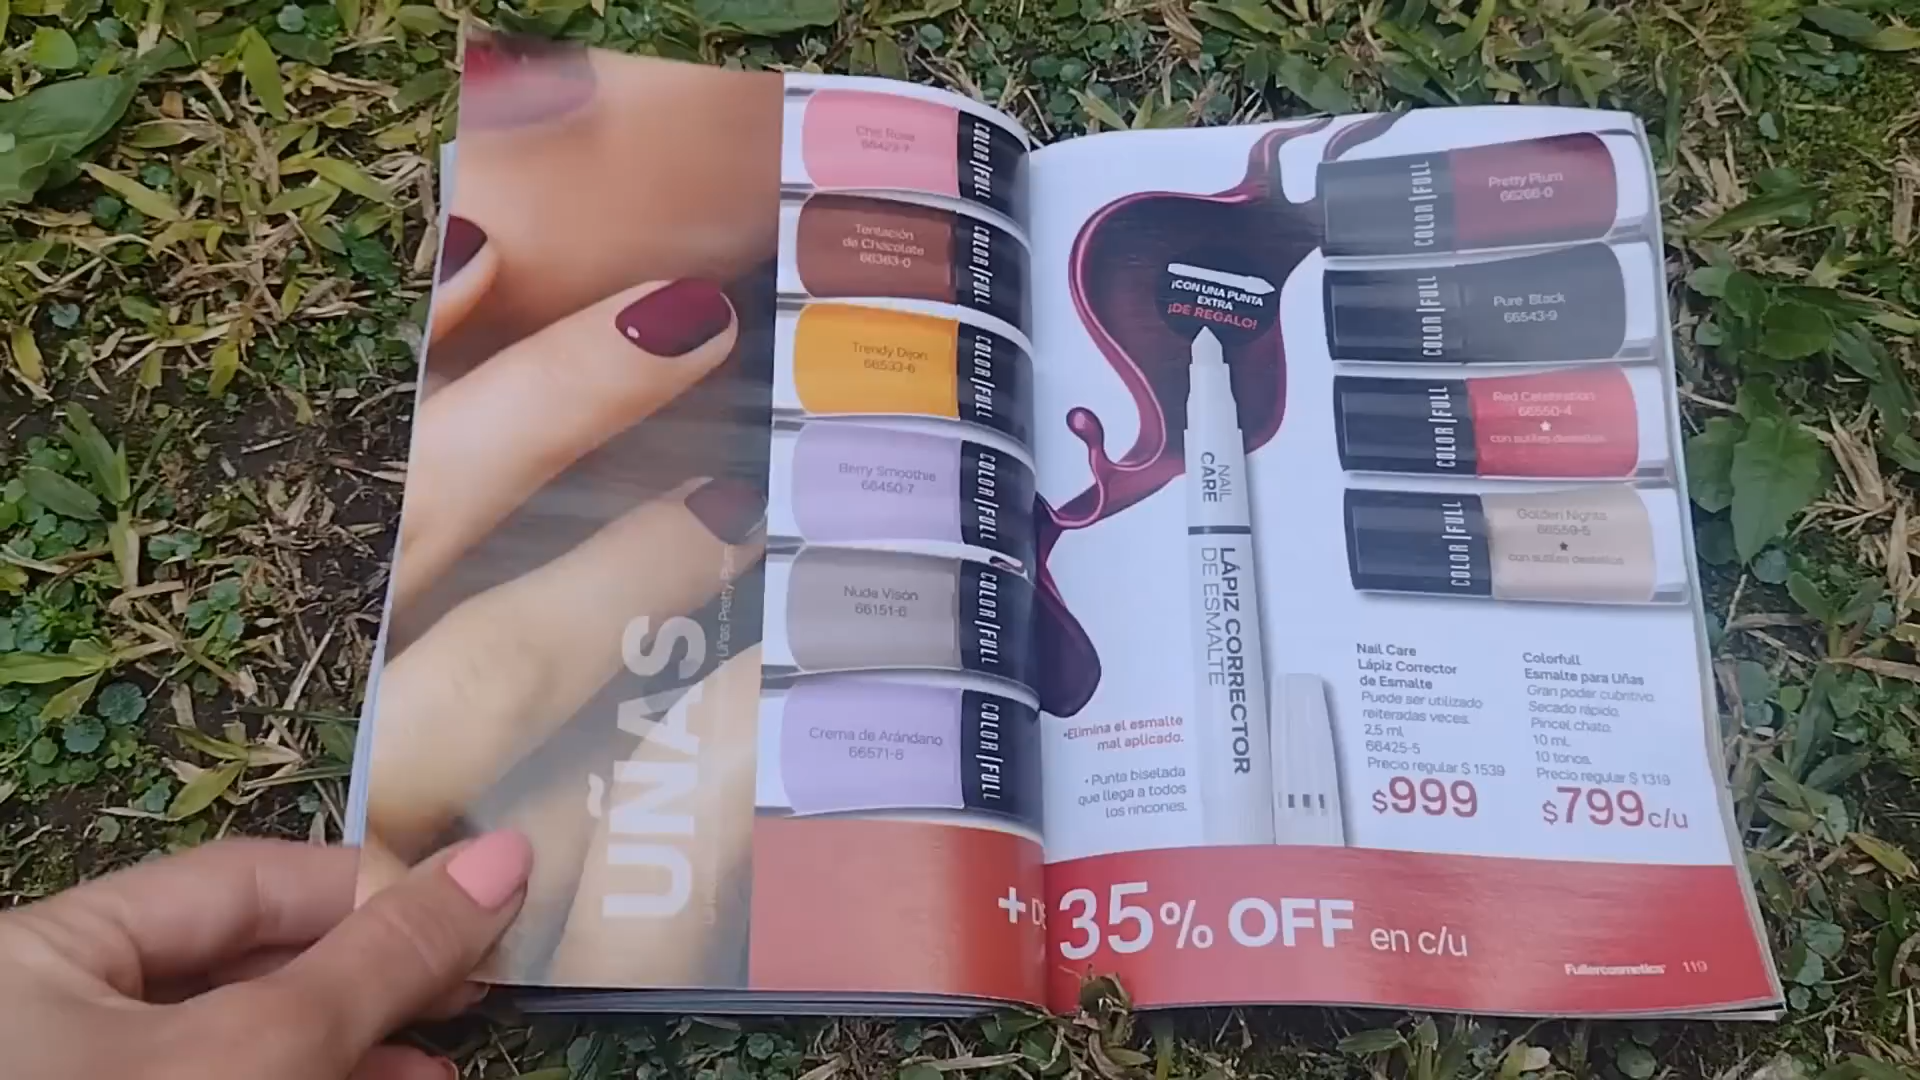 UÑAS
Chic Rose
66423-7
COLOR|FULL
Tentación
de Chocolate
66363-0
COLOR|FULL
Trendy Dijon
66533-6
COLOR|FULL
Berry Smoothie
66450-7
COLOR|FULL
Nude Visón
66151-6
COLOR|FULL
Crema de Arándano
66571-8
COLOR|FULL
¡CON UNA PUNTA
EXTRA
¡DE REGALO!
NAIL
CARE
LÁPIZ CORRECTOR
DE ESMALTE
•Elimina el esmalte
mal aplicado.
• Punta biselada
que llega a todos
los rincones.
COLOR|FULL
Pretty Plum
66266-0
COLOR|FULL
Pure Black
66543-9
COLOR|FULL
Red Celebration
66550-4
con sutiles destellos
COLOR|FULL
Golden Nights
66559-5
con sutiles destellos
Nail Care
Lápiz Corrector
de Esmalte
Puede ser utilizado
reiteradas veces.
2,5 ml
66425-5
Precio regular $ 1539
$999
Colorfull
Esmalte para Uñas
Gran poder cubritivo.
Secado rápido.
Pincel chato.
10 mL
10 tonos.
Precio regular $ 1319
$799 c/u
+ DE 35% OFF en c/u
Fullercosmetics 119